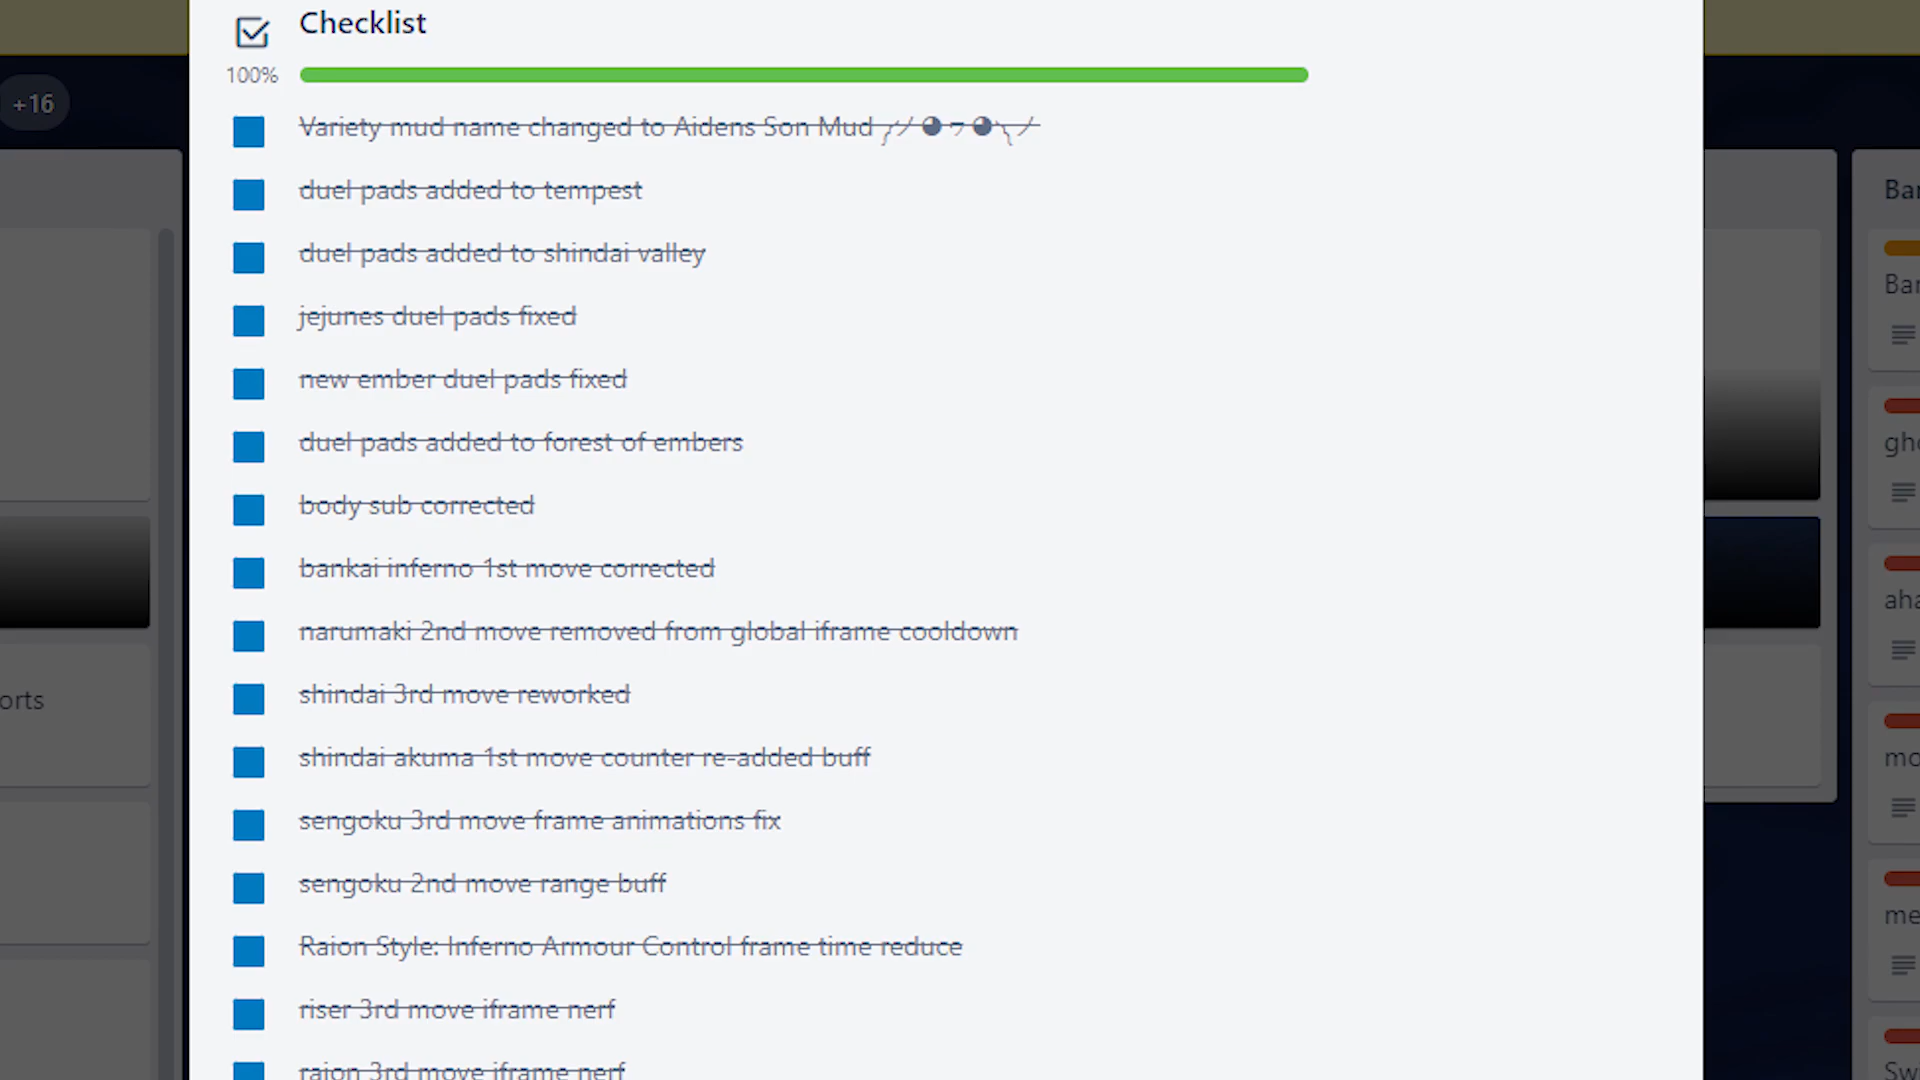 Checklist
100%
+16
Variety mud name changed to Aidens Son Mud
duel pads added to tempest
duel pads added to shindai valley
jejunes duel pads fixed
new ember duel pads fixed
duel pads added to forest of embers
body sub corrected
bankai inferno 1st move corrected
narumaki 2nd move removed from global iframe cooldown
shindai 3rd move reworked
shindai akuma 1st move counter re-added buff
sengoku 3rd move frame animations fix
sengoku 2nd move range buff
Raion Style: Inferno Armour Control frame time reduce
riser 3rd move iframe nerf
raion 3rd move iframe nerf
orts
Ba
Ba
gh
aha
mo
me
Sw